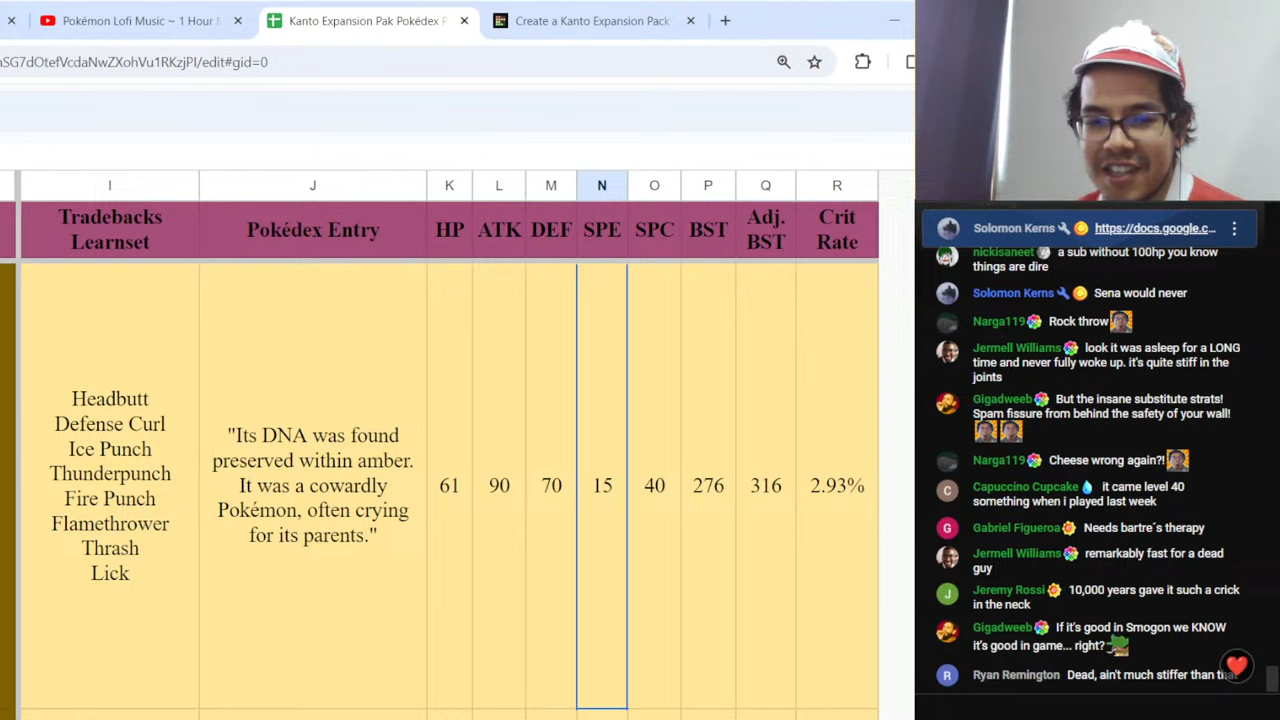 Pokémon Lofi Music ~ 1 Hour
Kanto Expansion Pak Pokédex P
Create a Kanto Expansion Pack
nSG7dOtefVcdaNwZXohVu1RKzjPI/edit#gid=0
I J K L M N O P Q R
Tradebacks
Learnset
Pokédex Entry
HP
ATK
DEF
SPE
SPC
BST
Adj.
BST
Crit
Rate
Headbutt
Defense Curl
Ice Punch
Thunderpunch
Fire Punch
Flamethrower
Thrash
Lick
"Its DNA was found
preserved within amber.
It was a cowardly
Pokémon, often crying
for its parents."
61
90
70
15
40
276
316
2.93%
Solomon Kerns https://docs.google.c...
nickisaneet a sub without 100hp you know
things are dire
Solomon Kerns Sena would never
Narga119 Rock throw
Jermell Williams look it was asleep for a LONG
time and never fully woke up. it's quite stiff in the
joints
Gigadweeb But the insane substitute strats!
Spam fissure from behind the safety of your wall!
Narga119 Cheese wrong again?!
C Capuccino Cupcake it came level 40
something when i played last week
G Gabriel Figueroa Needs bartre´s therapy
Jermell Williams remarkably fast for a dead
guy
J Jeremy Rossi 10,000 years gave it such a crick
in the neck
Gigadweeb If it's good in Smogon we KNOW
it's good in game... right?
R Ryan Remington Dead, ain't much stiffer than